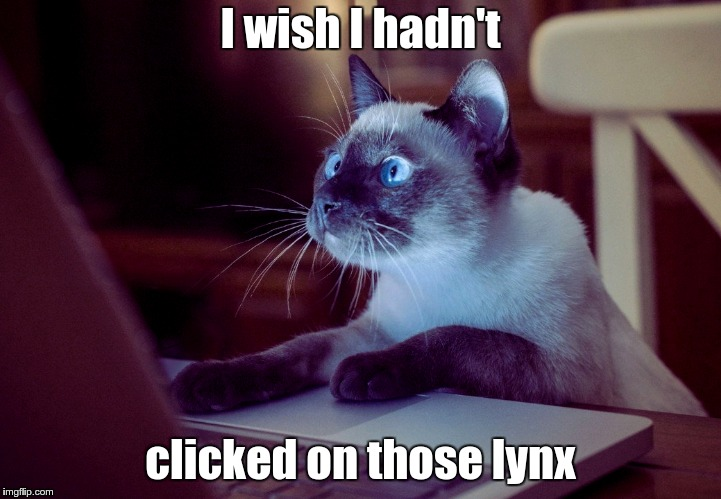 I wish I hadn't
clicked on those lynx
imgflip.com